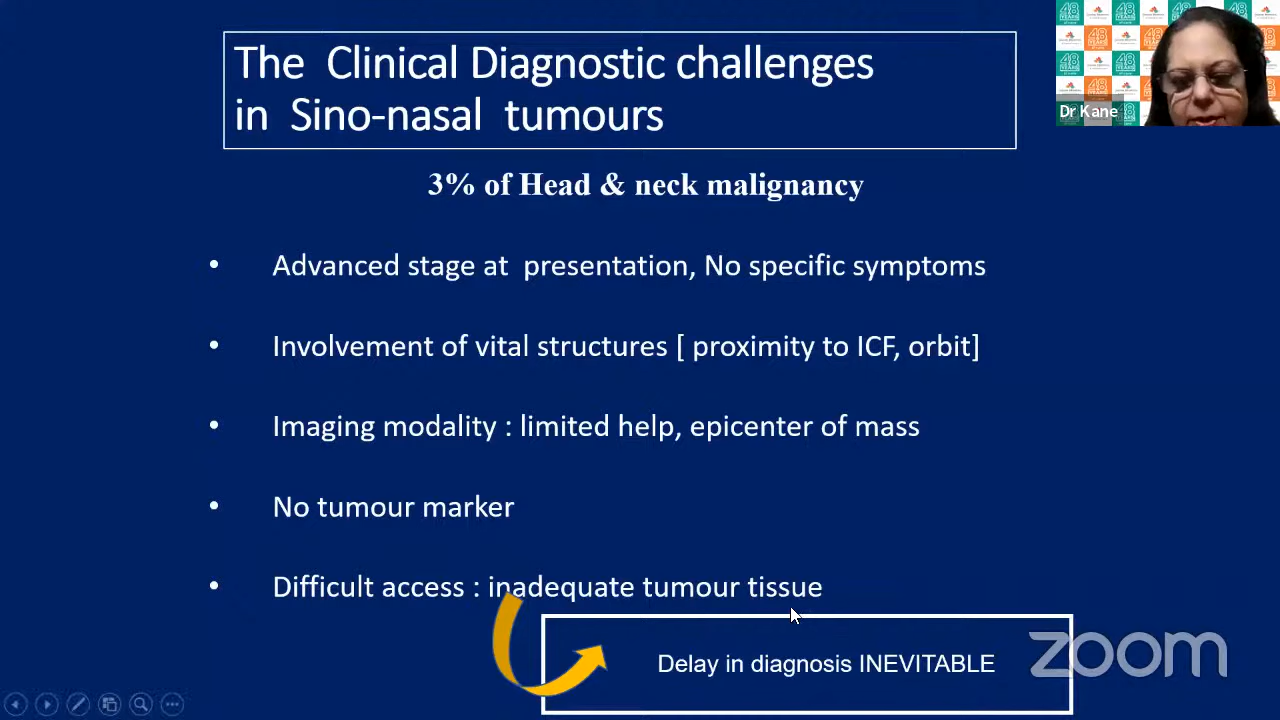 The Clinical Diagnostic challenges
in Sino-nasal tumours
3% of Head & neck malignancy
• Advanced stage at presentation, No specific symptoms
• Involvement of vital structures [ proximity to ICF, orbit]
• Imaging modality : limited help, epicenter of mass
• No tumour marker
• Difficult access : inadequate tumour tissue
Delay in diagnosis INEVITABLE
Dr Kane
48
YEARS
zoom